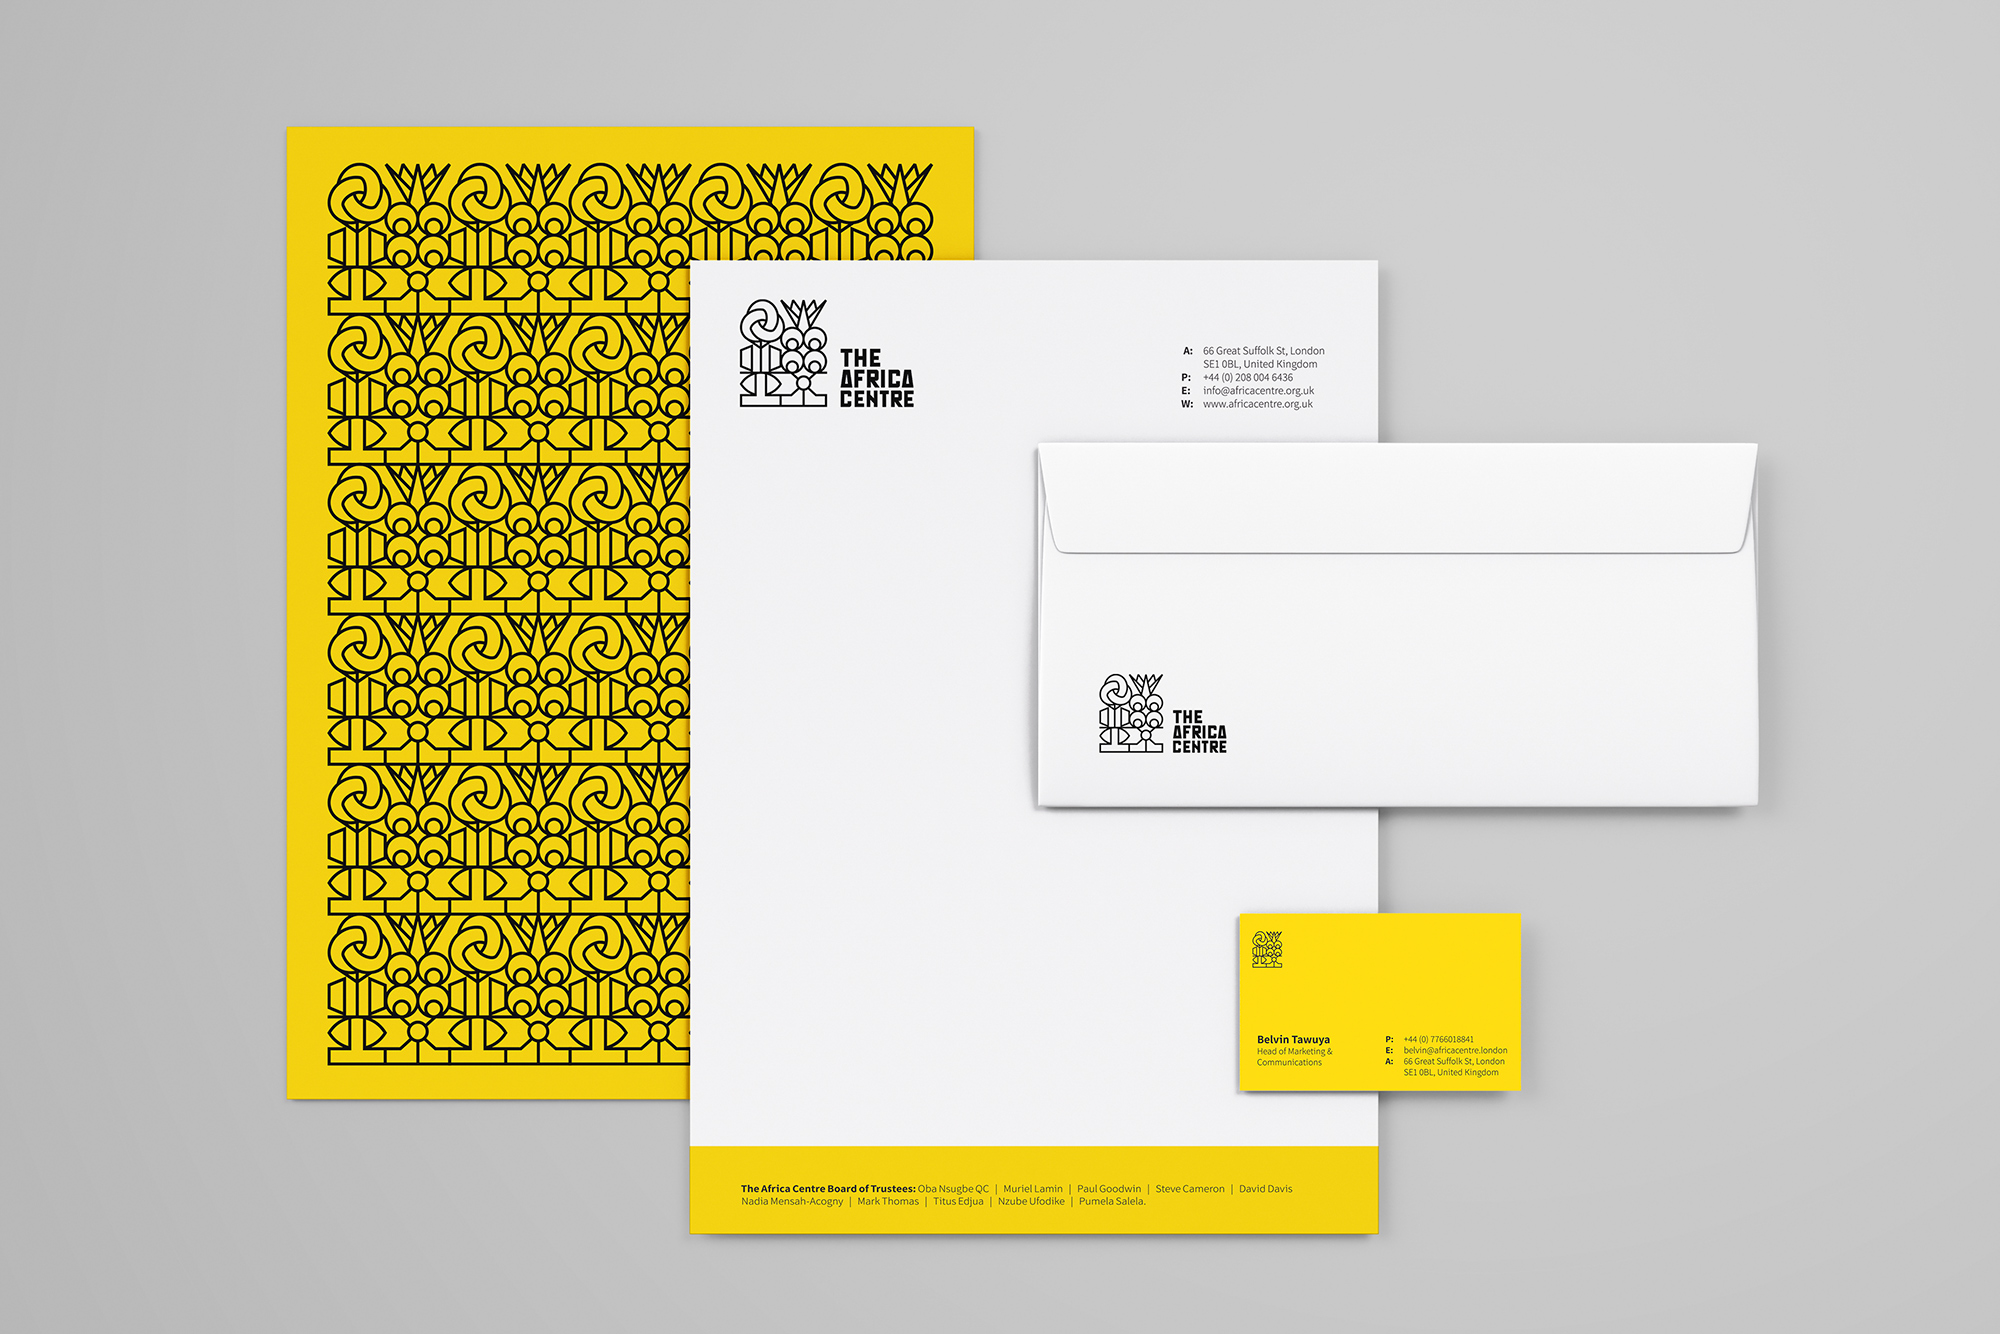 THE
AFRICA
CENTRE
A: 66 Great Suffolk St, London
SE1 0BL, United Kingdom
P: +44 (0) 208 004 6436
E: info@africacentre.org.uk
W: www.africacentre.org.uk
THE
AFRICA
CENTRE
Belvin Tawuya
Head of Marketing &
Communications
P: +44 (0) 7766018841
E: belvin@africacentre.london
A: 66 Great Suffolk St, London
SE1 0BL, United Kingdom
The Africa Centre Board of Trustees: Oba Nsugbe QC | Muriel Lamin | Paul Goodwin | Steve Cameron | David Davis
Nadia Mensah-Acogny | Mark Thomas | Titus Edjua | Nzube Ufodike | Pumela Salela.